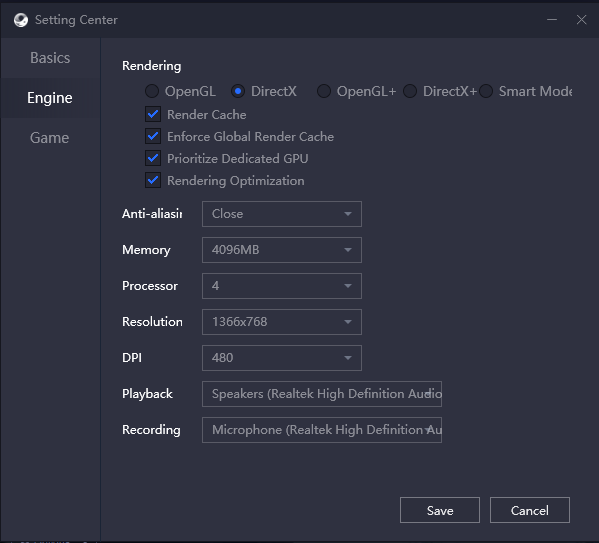 Setting Center
Basics
Engine
Game
Rendering
OpenGL DirectX OpenGL+ DirectX+ Smart Mode
Render Cache
Enforce Global Render Cache
Prioritize Dedicated GPU
Rendering Optimization
Anti-aliasin Close
Memory 4096MB
Processor 4
Resolution 1366x768
DPI 480
Playback Speakers (Realtek High Definition Audio
Recording Microphone (Realtek High Definition Au
Save Cancel